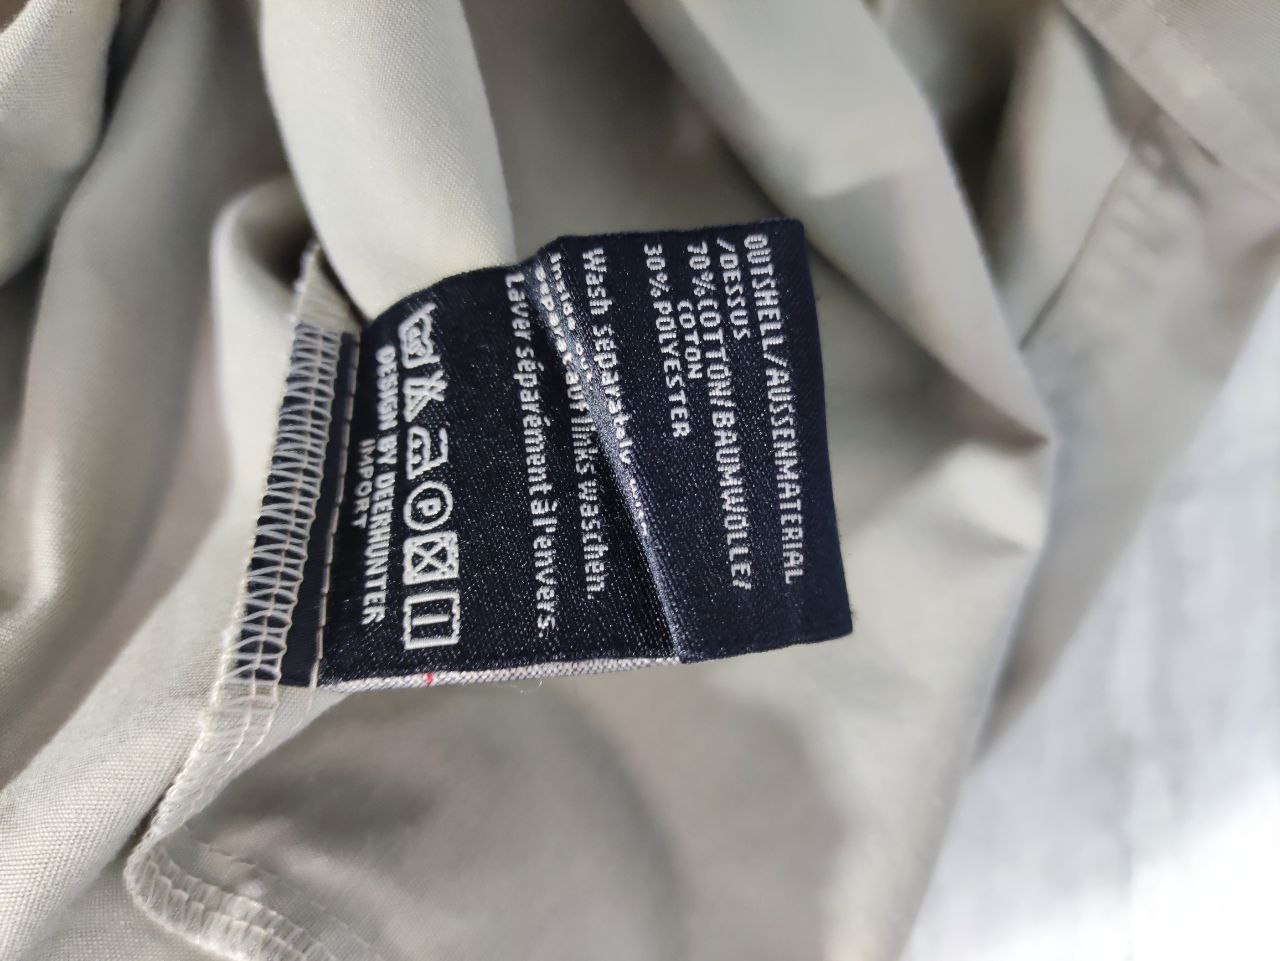 OUTSHELL/AUSSENMATERIAL
/DESSUS
70%COTTON/BAUMWOLLE/
COTON
30%POLYESTER
Wash séparably
links waschen.
Laver séparément à l'envers.
P
DESIGN BY DEERHUNTER
IMPORT